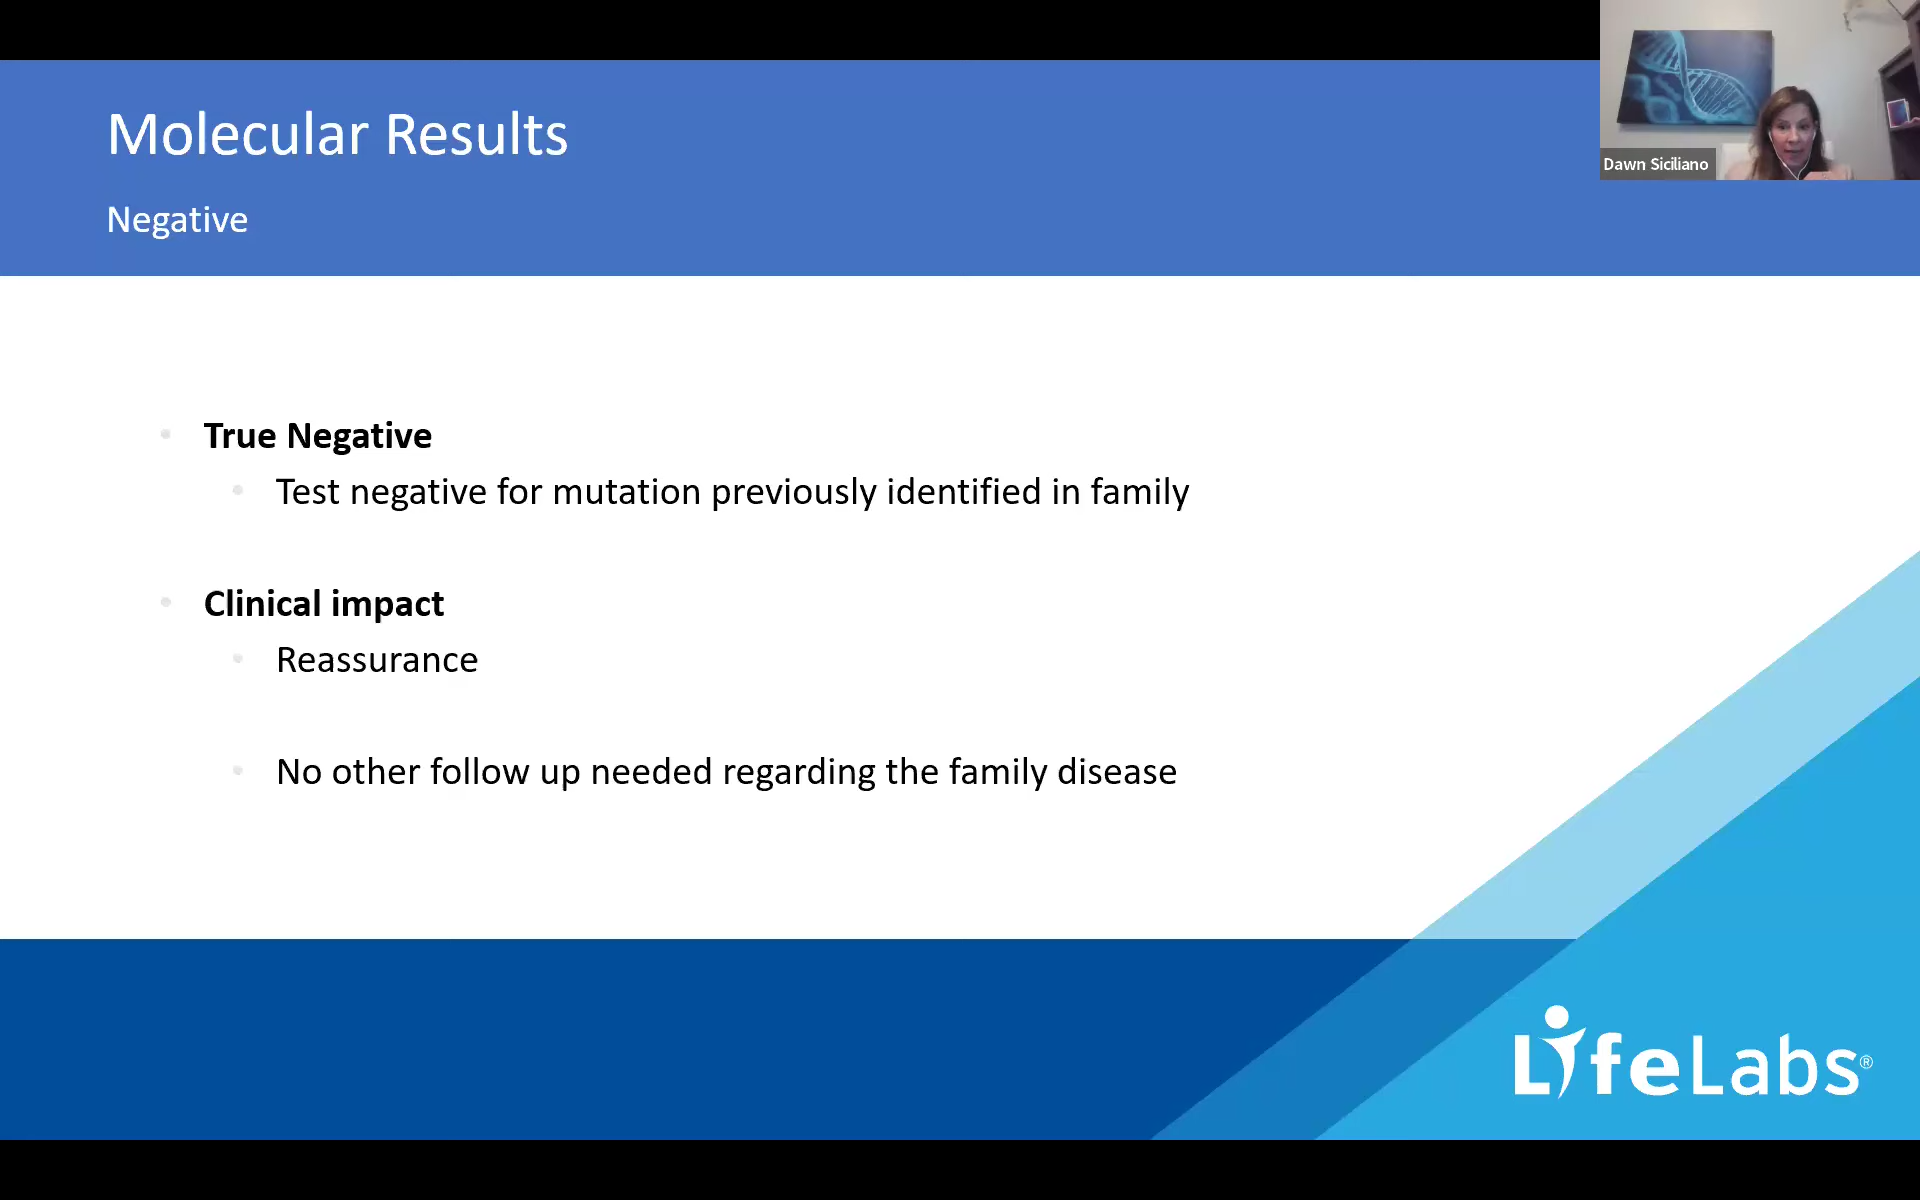 Molecular Results
Negative
Dawn Siciliano
• True Negative
• Test negative for mutation previously identified in family
• Clinical impact
• Reassurance
• No other follow up needed regarding the family disease
LifeLabs®